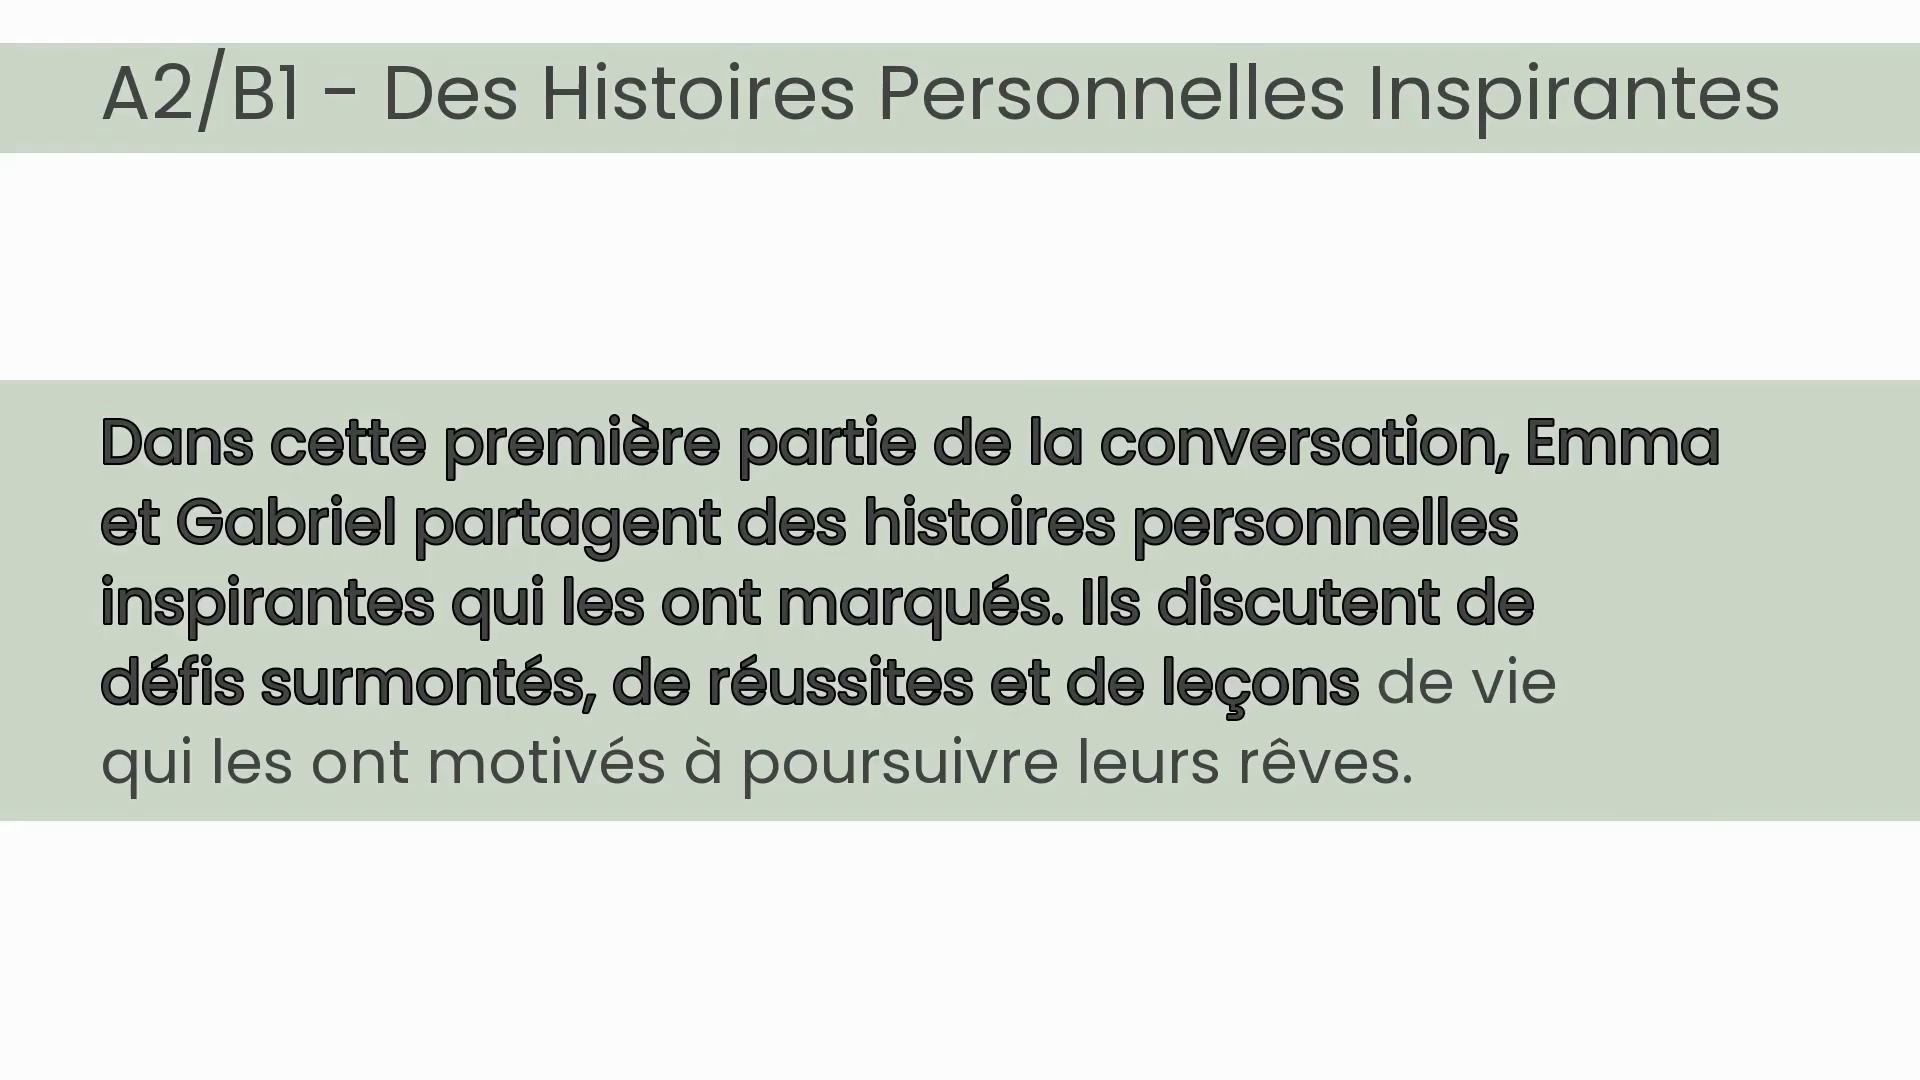 A2/B1 - Des Histoires Personnelles Inspirantes
Dans cette première partie de la conversation, Emma
et Gabriel partagent des histoires personnelles
inspirantes qui les ont marqués. Ils discutent de
défis surmontés, de réussites et de leçons de vie
qui les ont motivés à poursuivre leurs rêves.